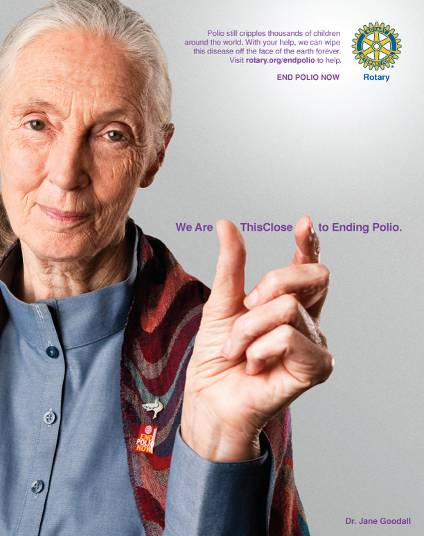 Polio still cripples thousands of children
around the world. With your help, we can wipe
this disease off the face of the earth forever.
Visit rotary.org/endpolio to help.
END POLIO NOW
Rotary
We Are ThisClose to Ending Polio.
END
POLIO
NOW
Dr. Jane Goodall